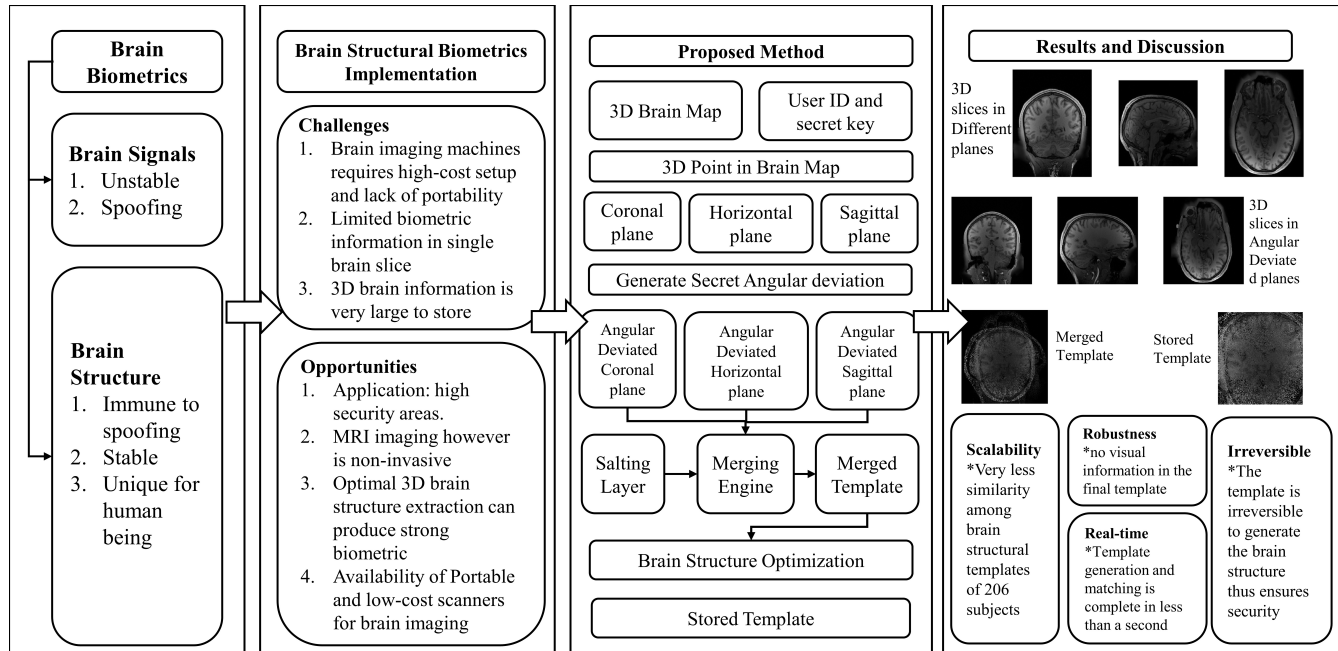 Brain
Biometrics
Brain Signals
1. Unstable
2. Spoofing
Brain
Structure
1. Immune to
spoofing
2. Stable
3. Unique for
human
being
Brain Structural Biometrics
Implementation
Challenges
1. Brain imaging machines
requires high-cost setup
and lack of portability
2. Limited biometric
information in single
brain slice
3. 3D brain information is
very large to store
Opportunities
1. Application: high
security areas.
2. MRI imaging however
is non-invasive
3. Optimal 3D brain
structure extraction can
produce strong
biometric
4. Availability of Portable
and low-cost scanners
for brain imaging
Proposed Method
3D Brain Map
User ID and
secret key
3D Point in Brain Map
Coronal
plane
Horizontal
plane
Sagittal
plane
Generate Secret Angular deviation
Angular
Deviated
Coronal
plane
Angular
Deviated
Horizontal
plane
Angular
Deviated
Sagittal
plane
Salting
Layer
Merging
Engine
Merged
Template
Brain Structure Optimization
Stored Template
Results and Discussion
3D
slices in
Different
planes
3D
slices in
Angular
Deviate
d planes
Merged
Template
Stored
Template
Scalability
*Very less
similarity
among
brain
structural
templates
of 206
subjects
Robustness
*no visual
information in the
final template
Real-time
*Template
generation and
matching is
complete in less
than a second
Irreversible
*The
template is
irreversible
to generate
the brain
structure
thus ensures
security